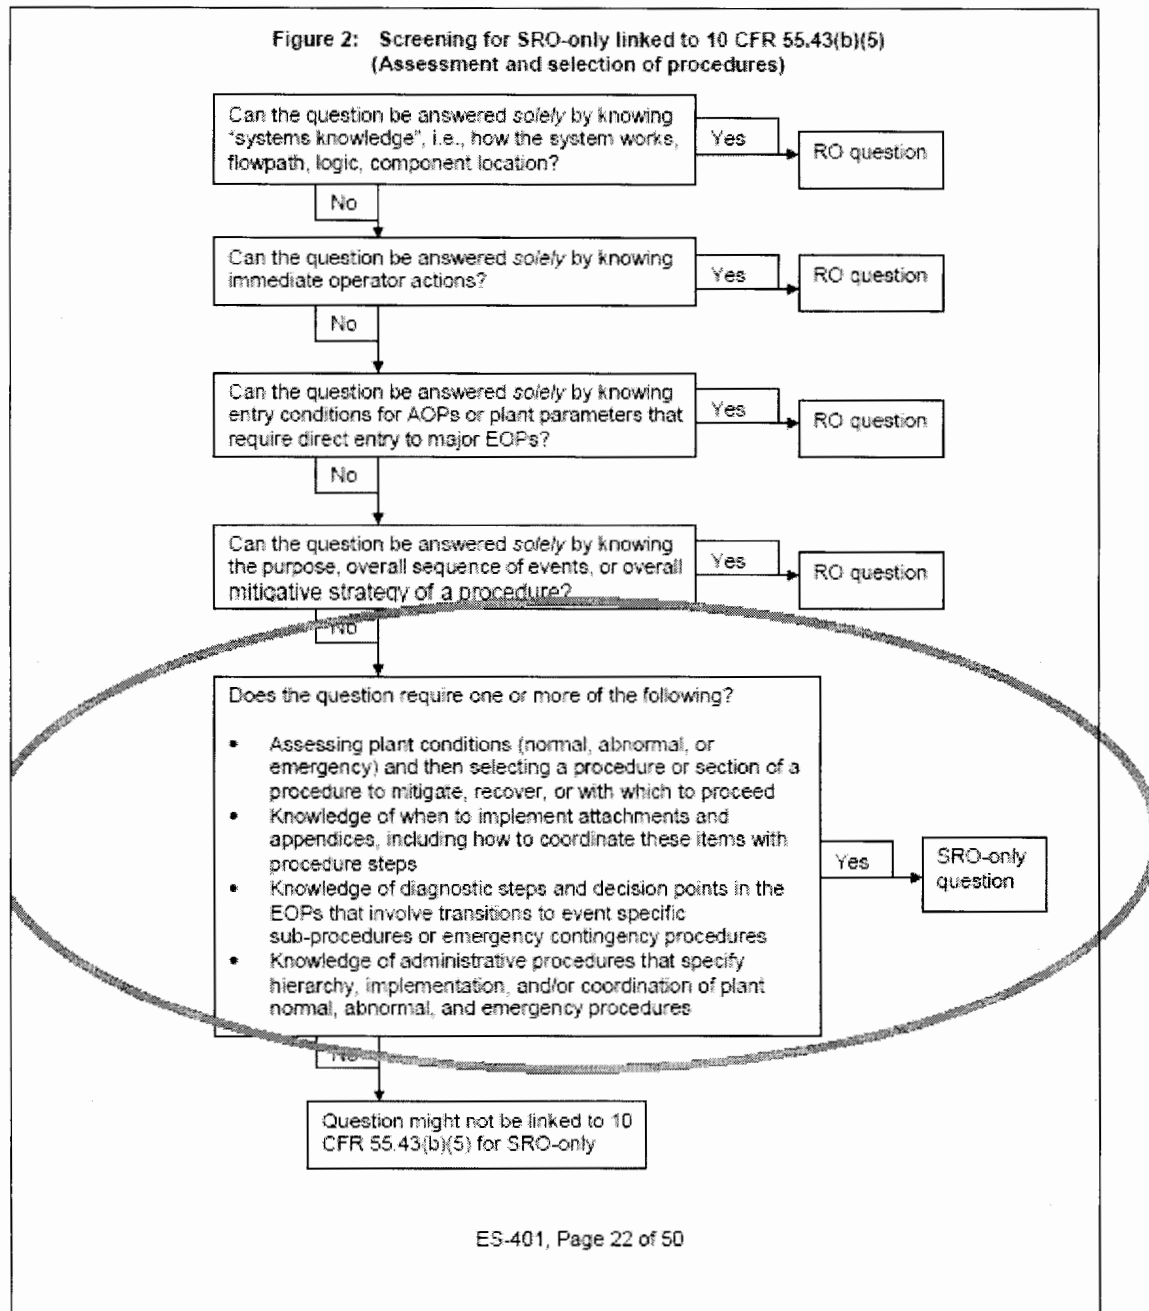 Figure 2: Screening for SRO-only linked to 10 CFR 55.43(b)(5)
(Assessment and selection of procedures)
Can the question be answered solely by knowing
"systems knowledge", i.e., how the system works,
flowpath, logic, component location?
Yes
RO question
No
Can the question be answered solely by knowing
immediate operator actions?
Yes
RO question
No
Can the question be answered solely by knowing
entry conditions for AOPs or plant parameters that
require direct entry to major EOPs?
Yes
RO question
No
Can the question be answered solely by knowing
the purpose, overall sequence of events, or overall
mitigative strategy of a procedure?
Yes
RO question
No
Does the question require one or more of the following?
• Assessing plant conditions (normal, abnormal, or
emergency) and then selecting a procedure or section of a
procedure to mitigate, recover, or with which to proceed
• Knowledge of when to implement attachments and
appendices, including how to coordinate these items with
procedure steps
• Knowledge of diagnostic steps and decision points in the
EOPs that involve transitions to event specific
sub-procedures or emergency contingency procedures
• Knowledge of administrative procedures that specify
hierarchy, implementation, and/or coordination of plant
normal, abnormal, and emergency procedures
Yes
SRO-only
question
No
Question might not be linked to 10
CFR 55.43(b)(5) for SRO-only
ES-401, Page 22 of 50